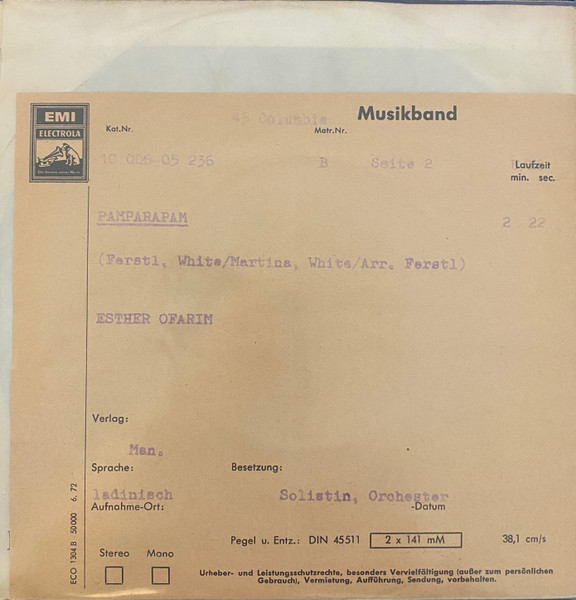 EMI
ELECTROLA
45 Columbia
Musikband
Kat.Nr.
Matr.Nr.
1C 006-05 236 B Seite 2
Laufzeit
min. sec.
PAMPARAPAM 2 22
(Ferstl, White/Martina, White/Arr. Ferstl)
ESTHER OFARIM
Verlag:
Man.
Sprache: Besetzung:
ladinisch Solistin, Orchester
Aufnahme-Ort: -Datum
Pegel u. Entz.: DIN 45511 2 x 141 mM 38,1 cm/s
Stereo Mono
Urheber- und Leistungsschutzrechte, besonders Vervielfältigung (außer zum persönlichen
Gebrauch), Vermietung, Aufführung, Sendung, vorbehalten.
ECO 1304 B 50 000 6. 72